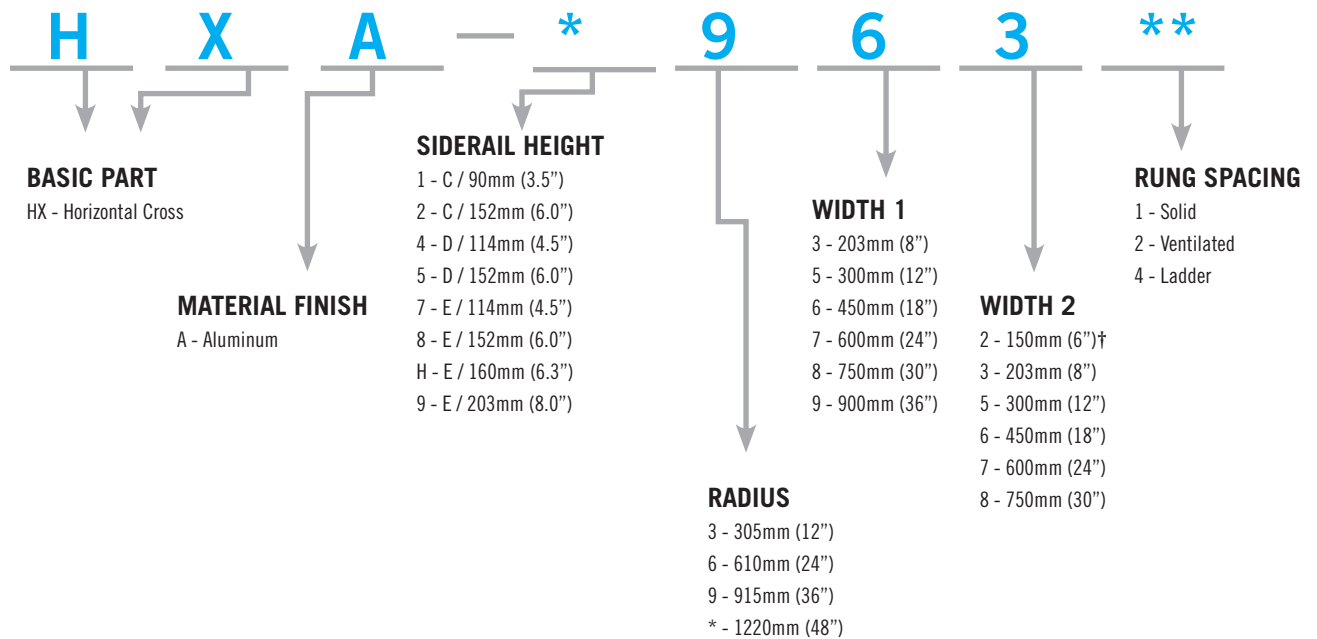 H X A — * 9 6 3 **
BASIC PART
HX - Horizontal Cross
MATERIAL FINISH
A - Aluminum
SIDERAIL HEIGHT
1 - C / 90mm (3.5”)
2 - C / 152mm (6.0”)
4 - D / 114mm (4.5”)
5 - D / 152mm (6.0”)
7 - E / 114mm (4.5”)
8 - E / 152mm (6.0”)
H - E / 160mm (6.3”)
9 - E / 203mm (8.0”)
RADIUS
3 - 305mm (12”)
6 - 610mm (24”)
9 - 915mm (36”)
* - 1220mm (48”)
WIDTH 1
3 - 203mm (8”)
5 - 300mm (12”)
6 - 450mm (18”)
7 - 600mm (24”)
8 - 750mm (30”)
9 - 900mm (36”)
WIDTH 2
2 - 150mm (6”)†
3 - 203mm (8”)
5 - 300mm (12”)
6 - 450mm (18”)
7 - 600mm (24”)
8 - 750mm (30”)
RUNG SPACING
1 - Solid
2 - Ventilated
4 - Ladder